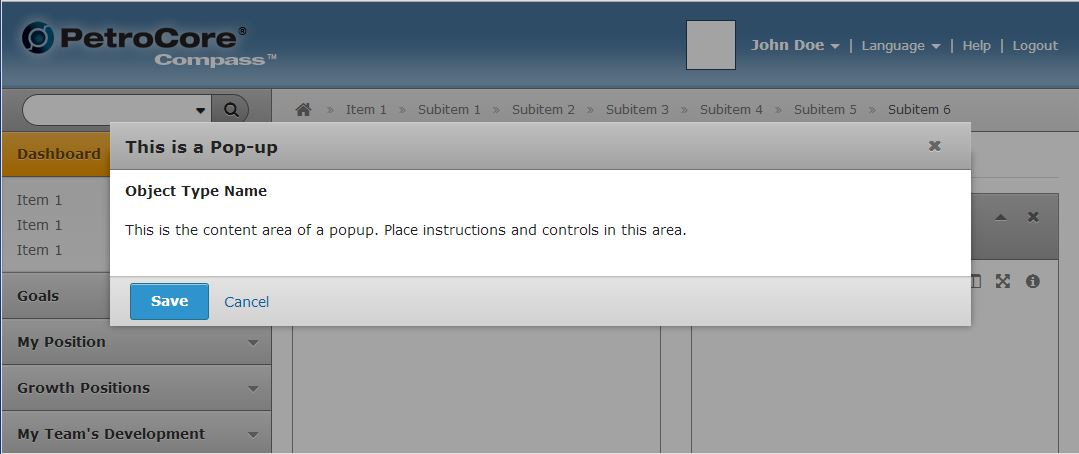 PetroCore®
Compass™
John Doe | Language | Help | Logout
» Item 1 » Subitem 1 » Subitem 2 » Subitem 3 » Subitem 4 » Subitem 5 » Subitem 6
Dashboard
Item 1
Item 1
Item 1
Goals
My Position
Growth Positions
My Team's Development
This is a Pop-up
Object Type Name
This is the content area of a popup. Place instructions and controls in this area.
Save Cancel